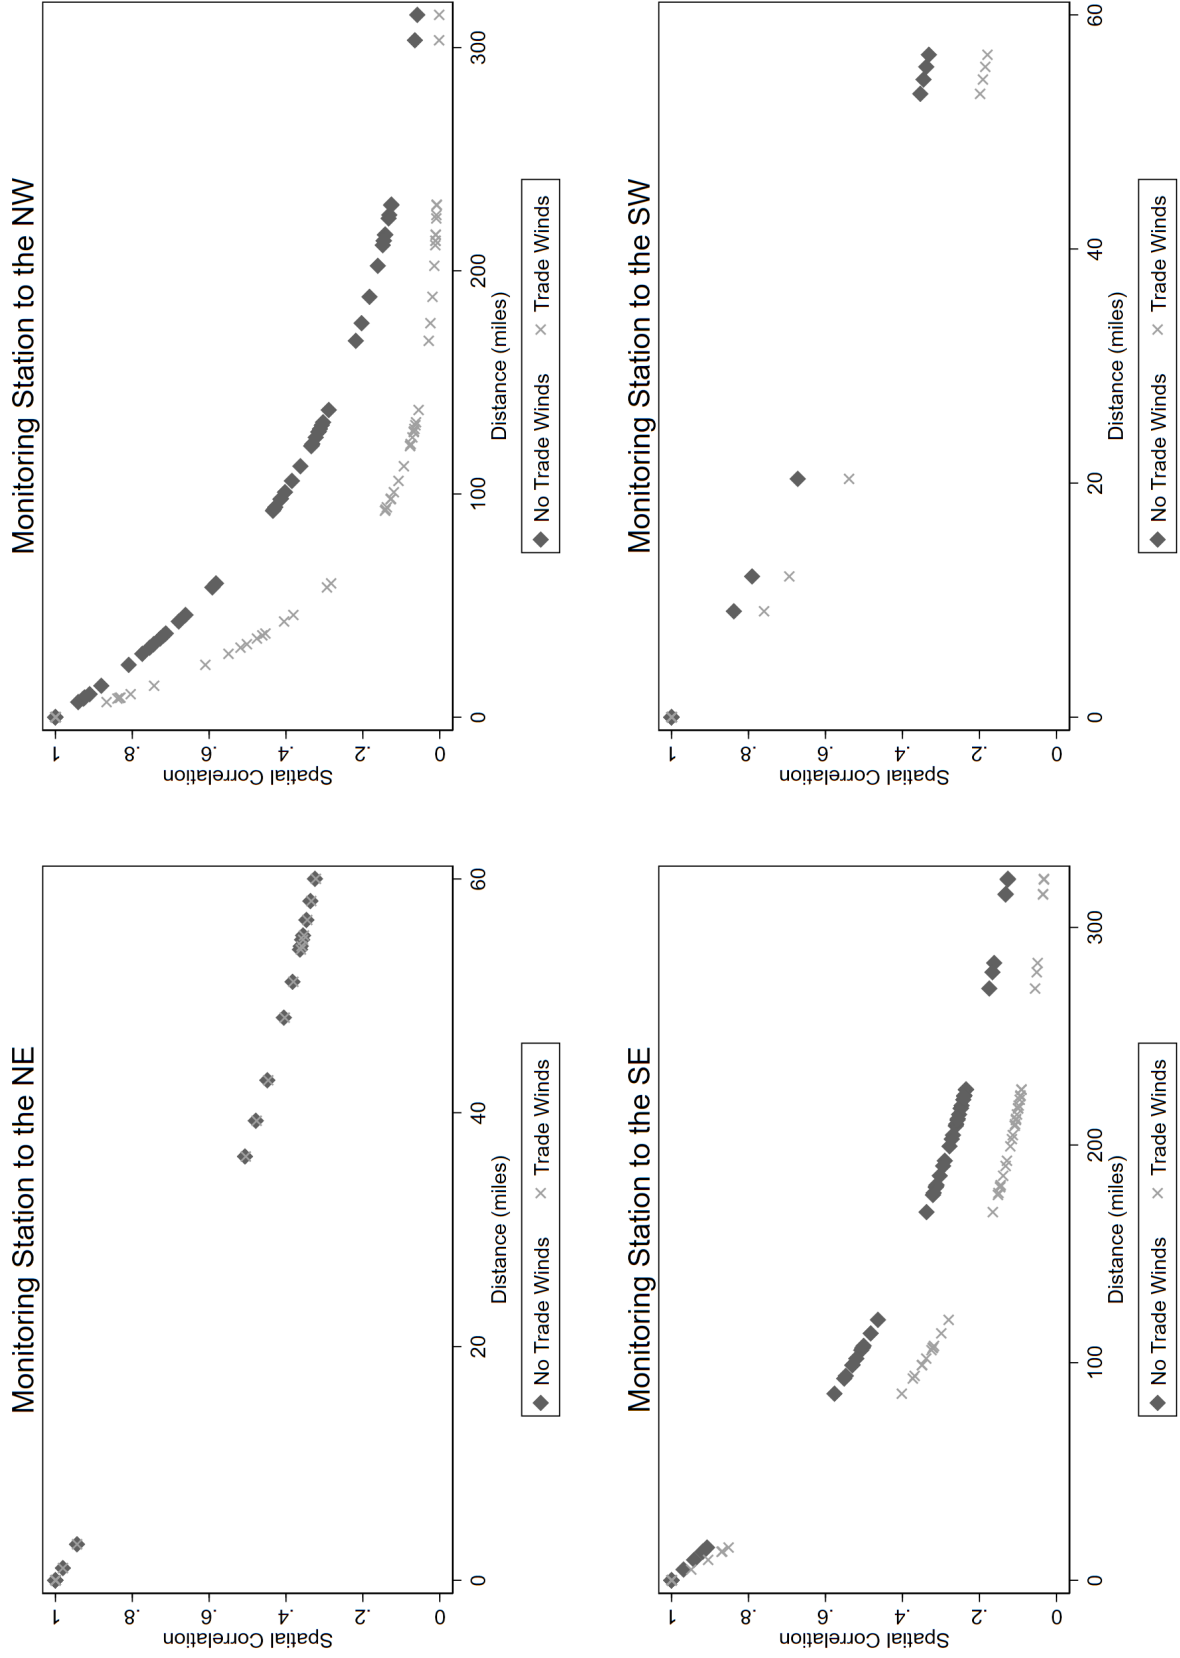 Monitoring Station to the NE
Spatial Correlation
1
.8
.6
.4
.2
0
0 20 40 60
Distance (miles)
No Trade Winds Trade Winds
Monitoring Station to the NW
Spatial Correlation
1
.8
.6
.4
.2
0
0 100 200 300
Distance (miles)
No Trade Winds Trade Winds
Monitoring Station to the SE
Spatial Correlation
1
.8
.6
.4
.2
0
0 100 200 300
Distance (miles)
No Trade Winds Trade Winds
Monitoring Station to the SW
Spatial Correlation
1
.8
.6
.4
.2
0
0 20 40 60
Distance (miles)
No Trade Winds Trade Winds